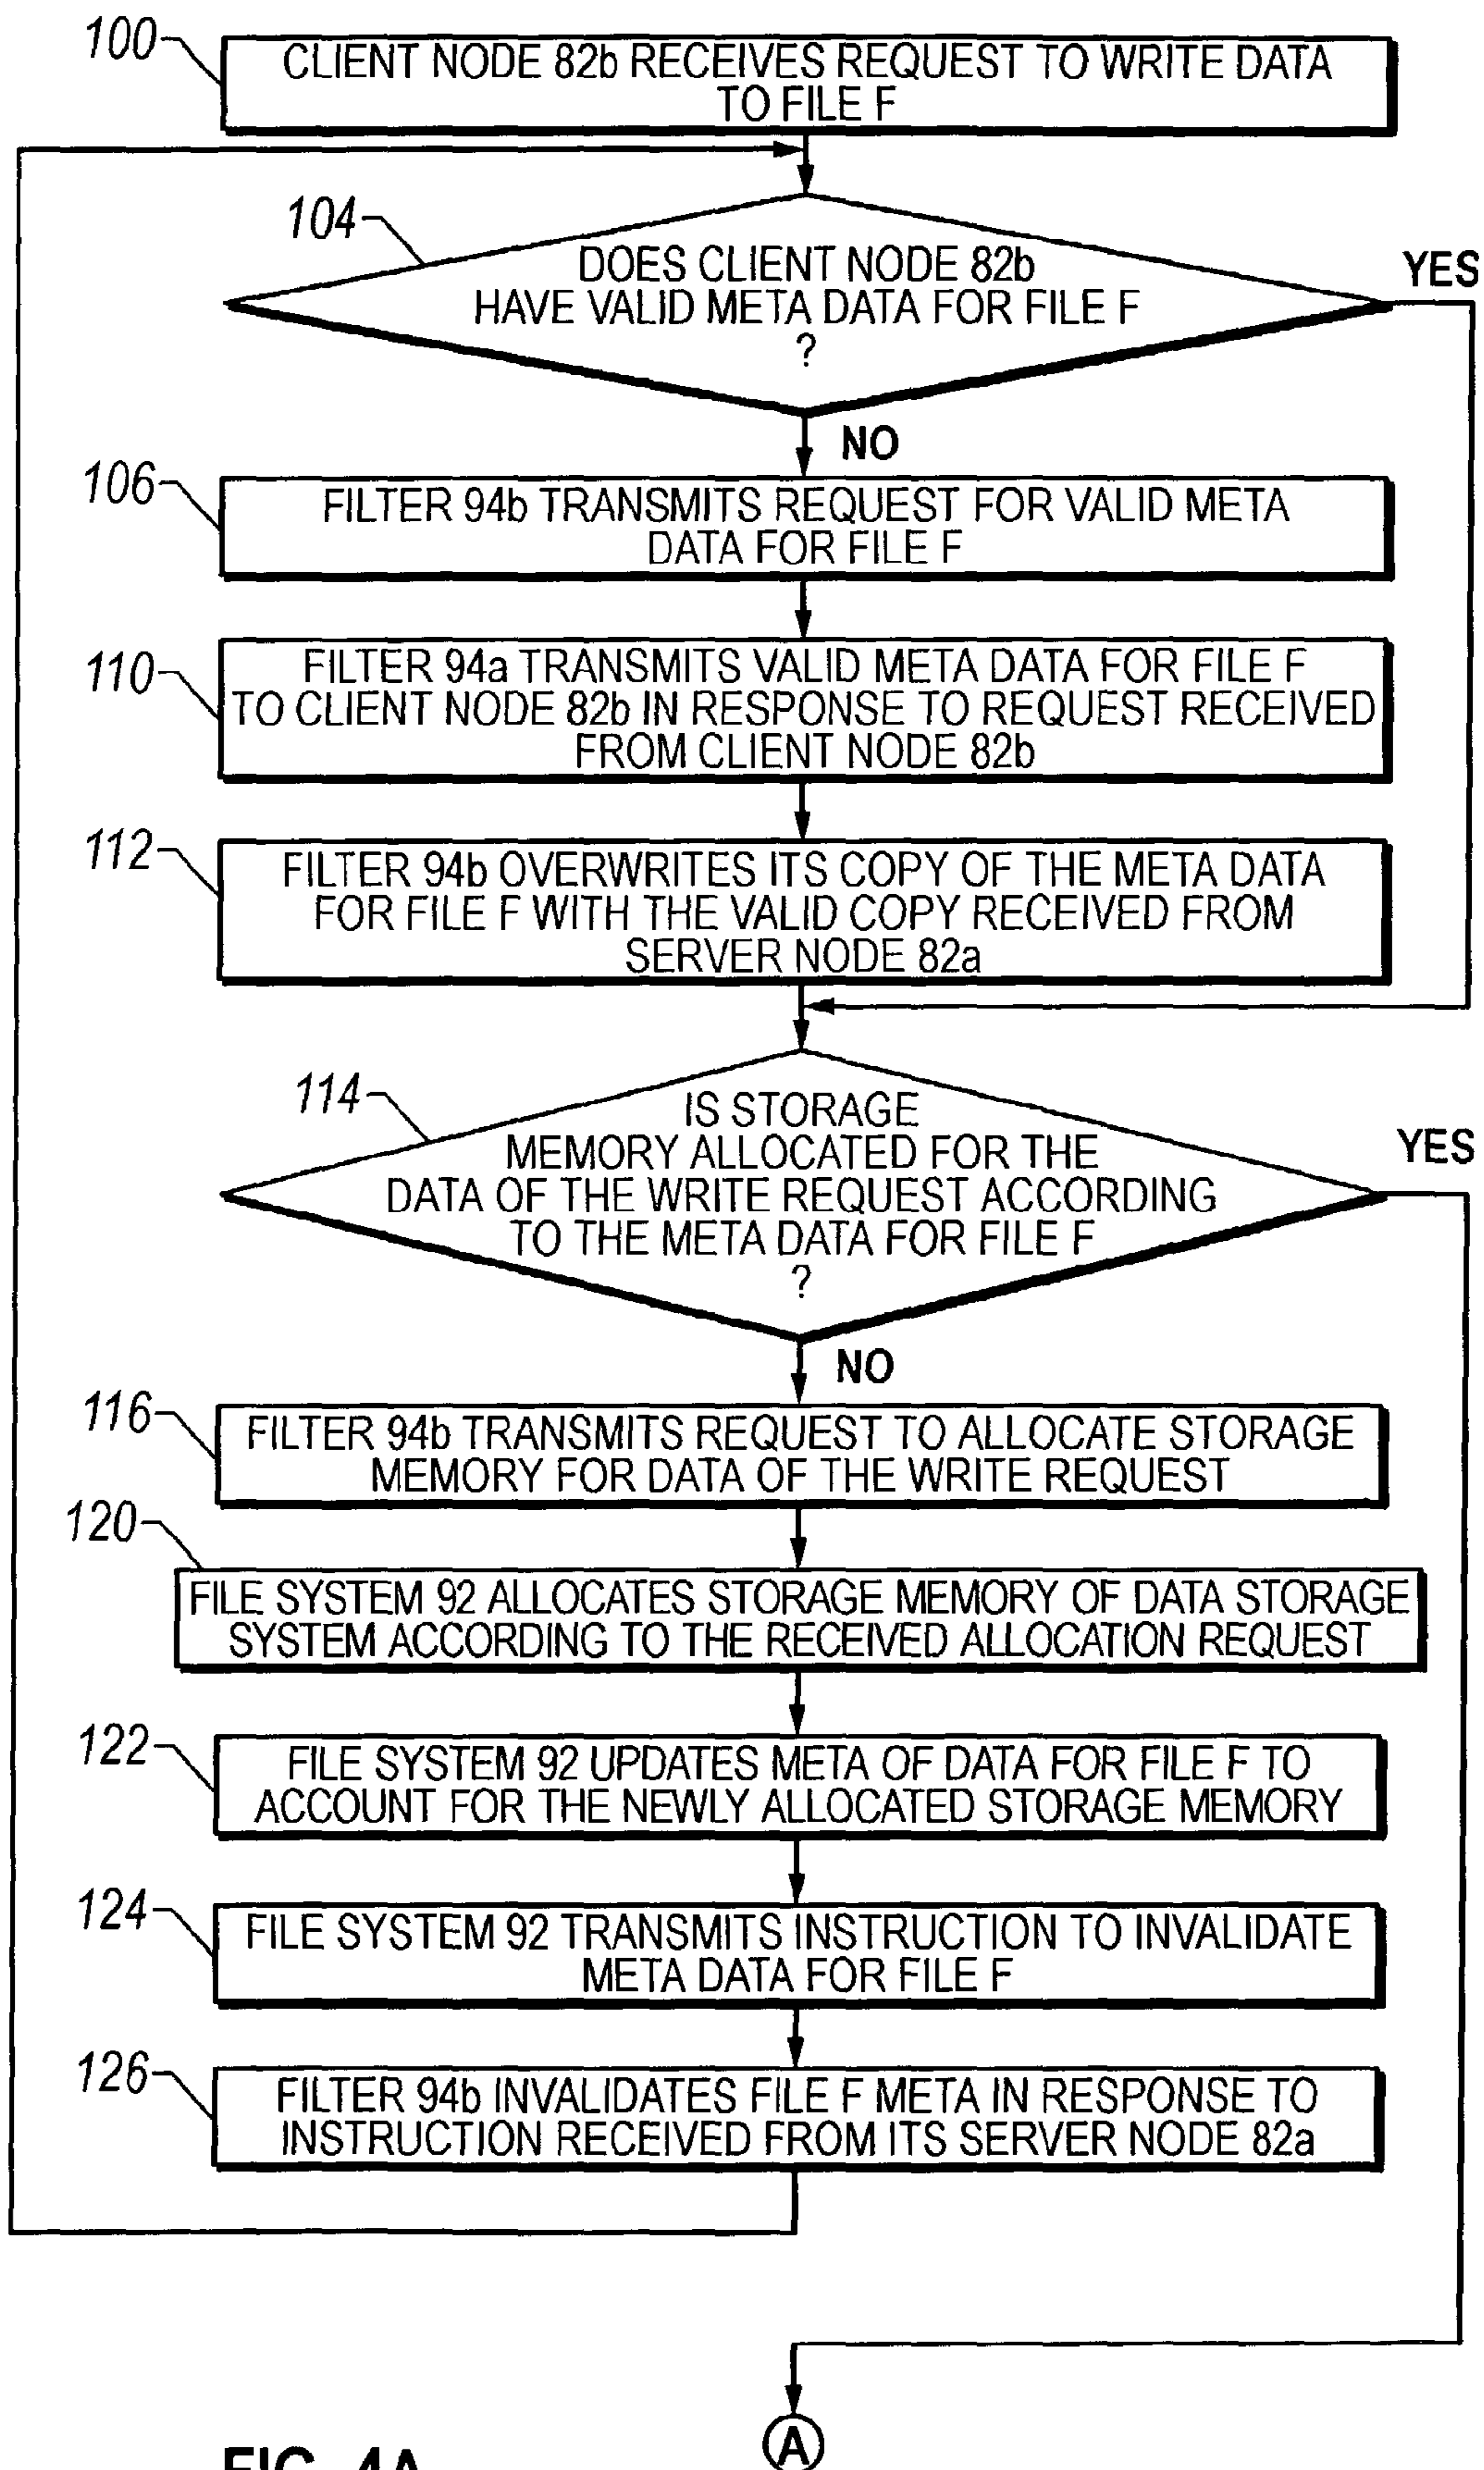 100
CLIENT NODE 82b RECEIVES REQUEST TO WRITE DATA
TO FILE F
104
DOES CLIENT NODE 82b
HAVE VALID META DATA FOR FILE F
?
YES
NO
106
FILTER 94b TRANSMITS REQUEST FOR VALID META
DATA FOR FILE F
110
FILTER 94a TRANSMITS VALID META DATA FOR FILE F
TO CLIENT NODE 82b IN RESPONSE TO REQUEST RECEIVED
FROM CLIENT NODE 82b
112
FILTER 94b OVERWRITES ITS COPY OF THE META DATA
FOR FILE F WITH THE VALID COPY RECEIVED FROM
SERVER NODE 82a
114
IS STORAGE
MEMORY ALLOCATED FOR THE
DATA OF THE WRITE REQUEST ACCORDING
TO THE META DATA FOR FILE F
?
YES
NO
116
FILTER 94b TRANSMITS REQUEST TO ALLOCATE STORAGE
MEMORY FOR DATA OF THE WRITE REQUEST
120
FILE SYSTEM 92 ALLOCATES STORAGE MEMORY OF DATA STORAGE
SYSTEM ACCORDING TO THE RECEIVED ALLOCATION REQUEST
122
FILE SYSTEM 92 UPDATES META OF DATA FOR FILE F TO
ACCOUNT FOR THE NEWLY ALLOCATED STORAGE MEMORY
124
FILE SYSTEM 92 TRANSMITS INSTRUCTION TO INVALIDATE
META DATA FOR FILE F
126
FILTER 94b INVALIDATES FILE F META IN RESPONSE TO
INSTRUCTION RECEIVED FROM ITS SERVER NODE 82a
A
FIG. 4A